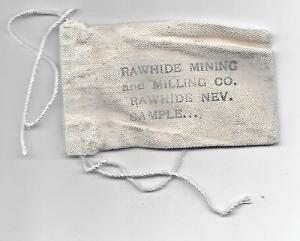 RAWHIDE MINING
and MILLING CO.
RAWHIDE NEV.
SAMPLE...